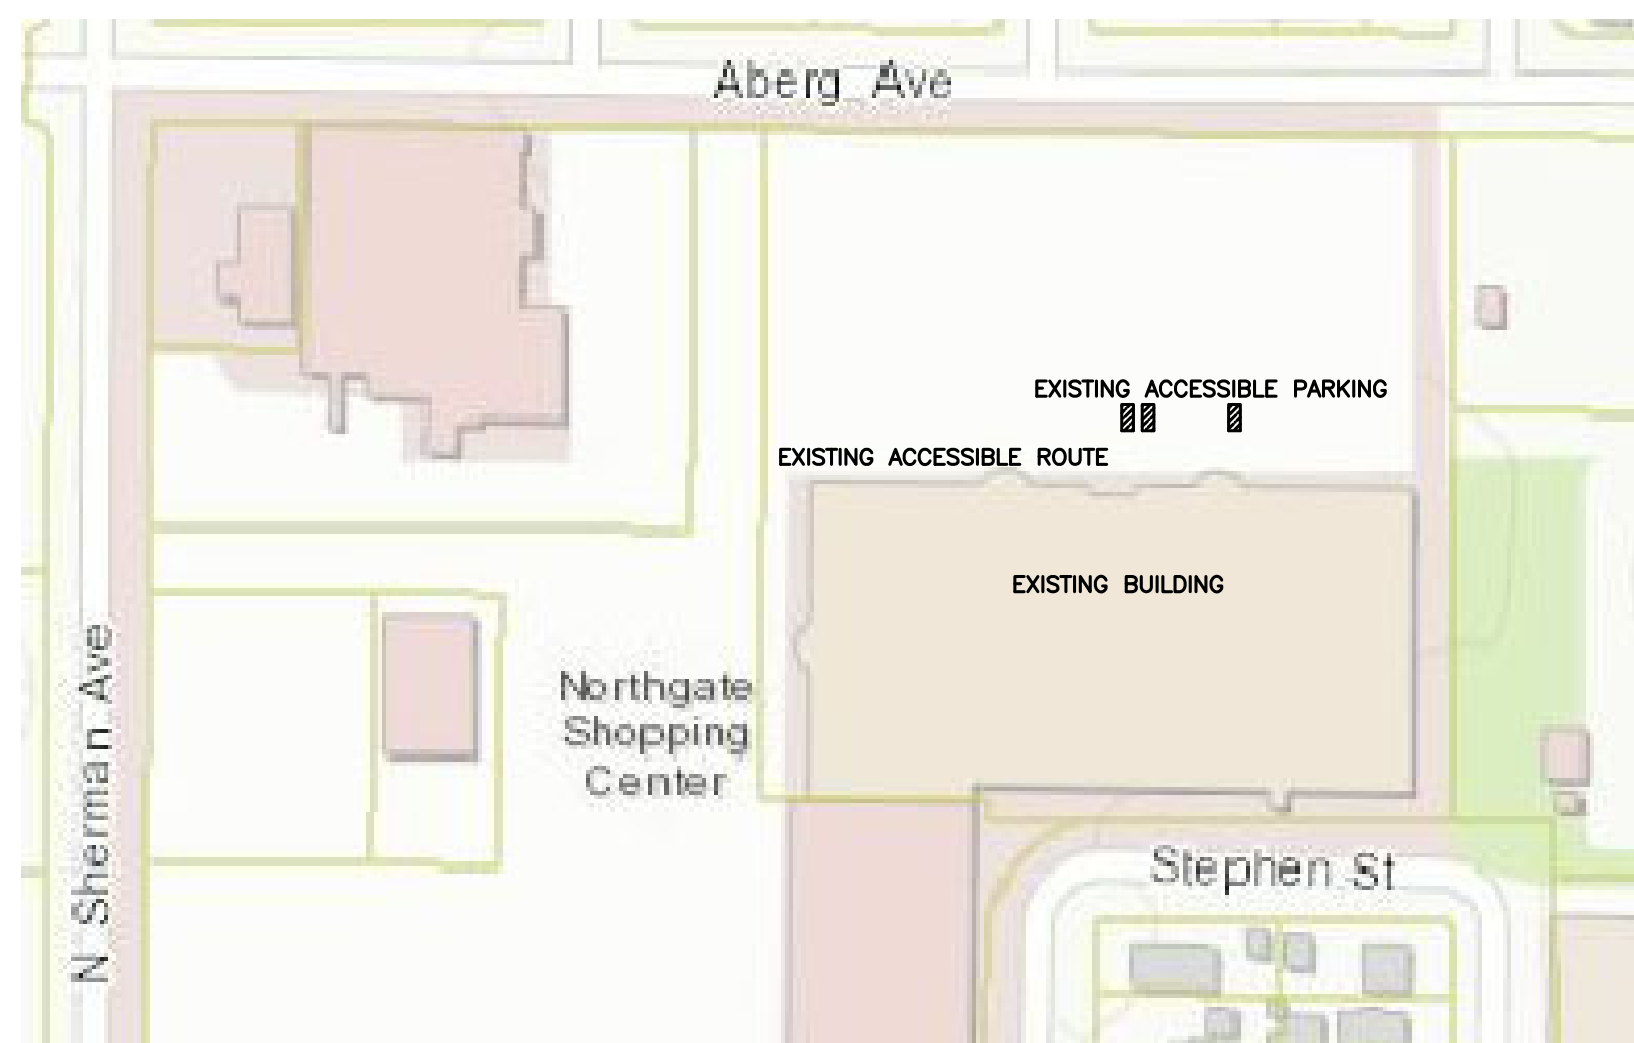 Aberg Ave
EXISTING ACCESSIBLE PARKING
EXISTING ACCESSIBLE ROUTE
EXISTING BUILDING
Northgate
Shopping
Center
N Sherman Ave
Stephen St